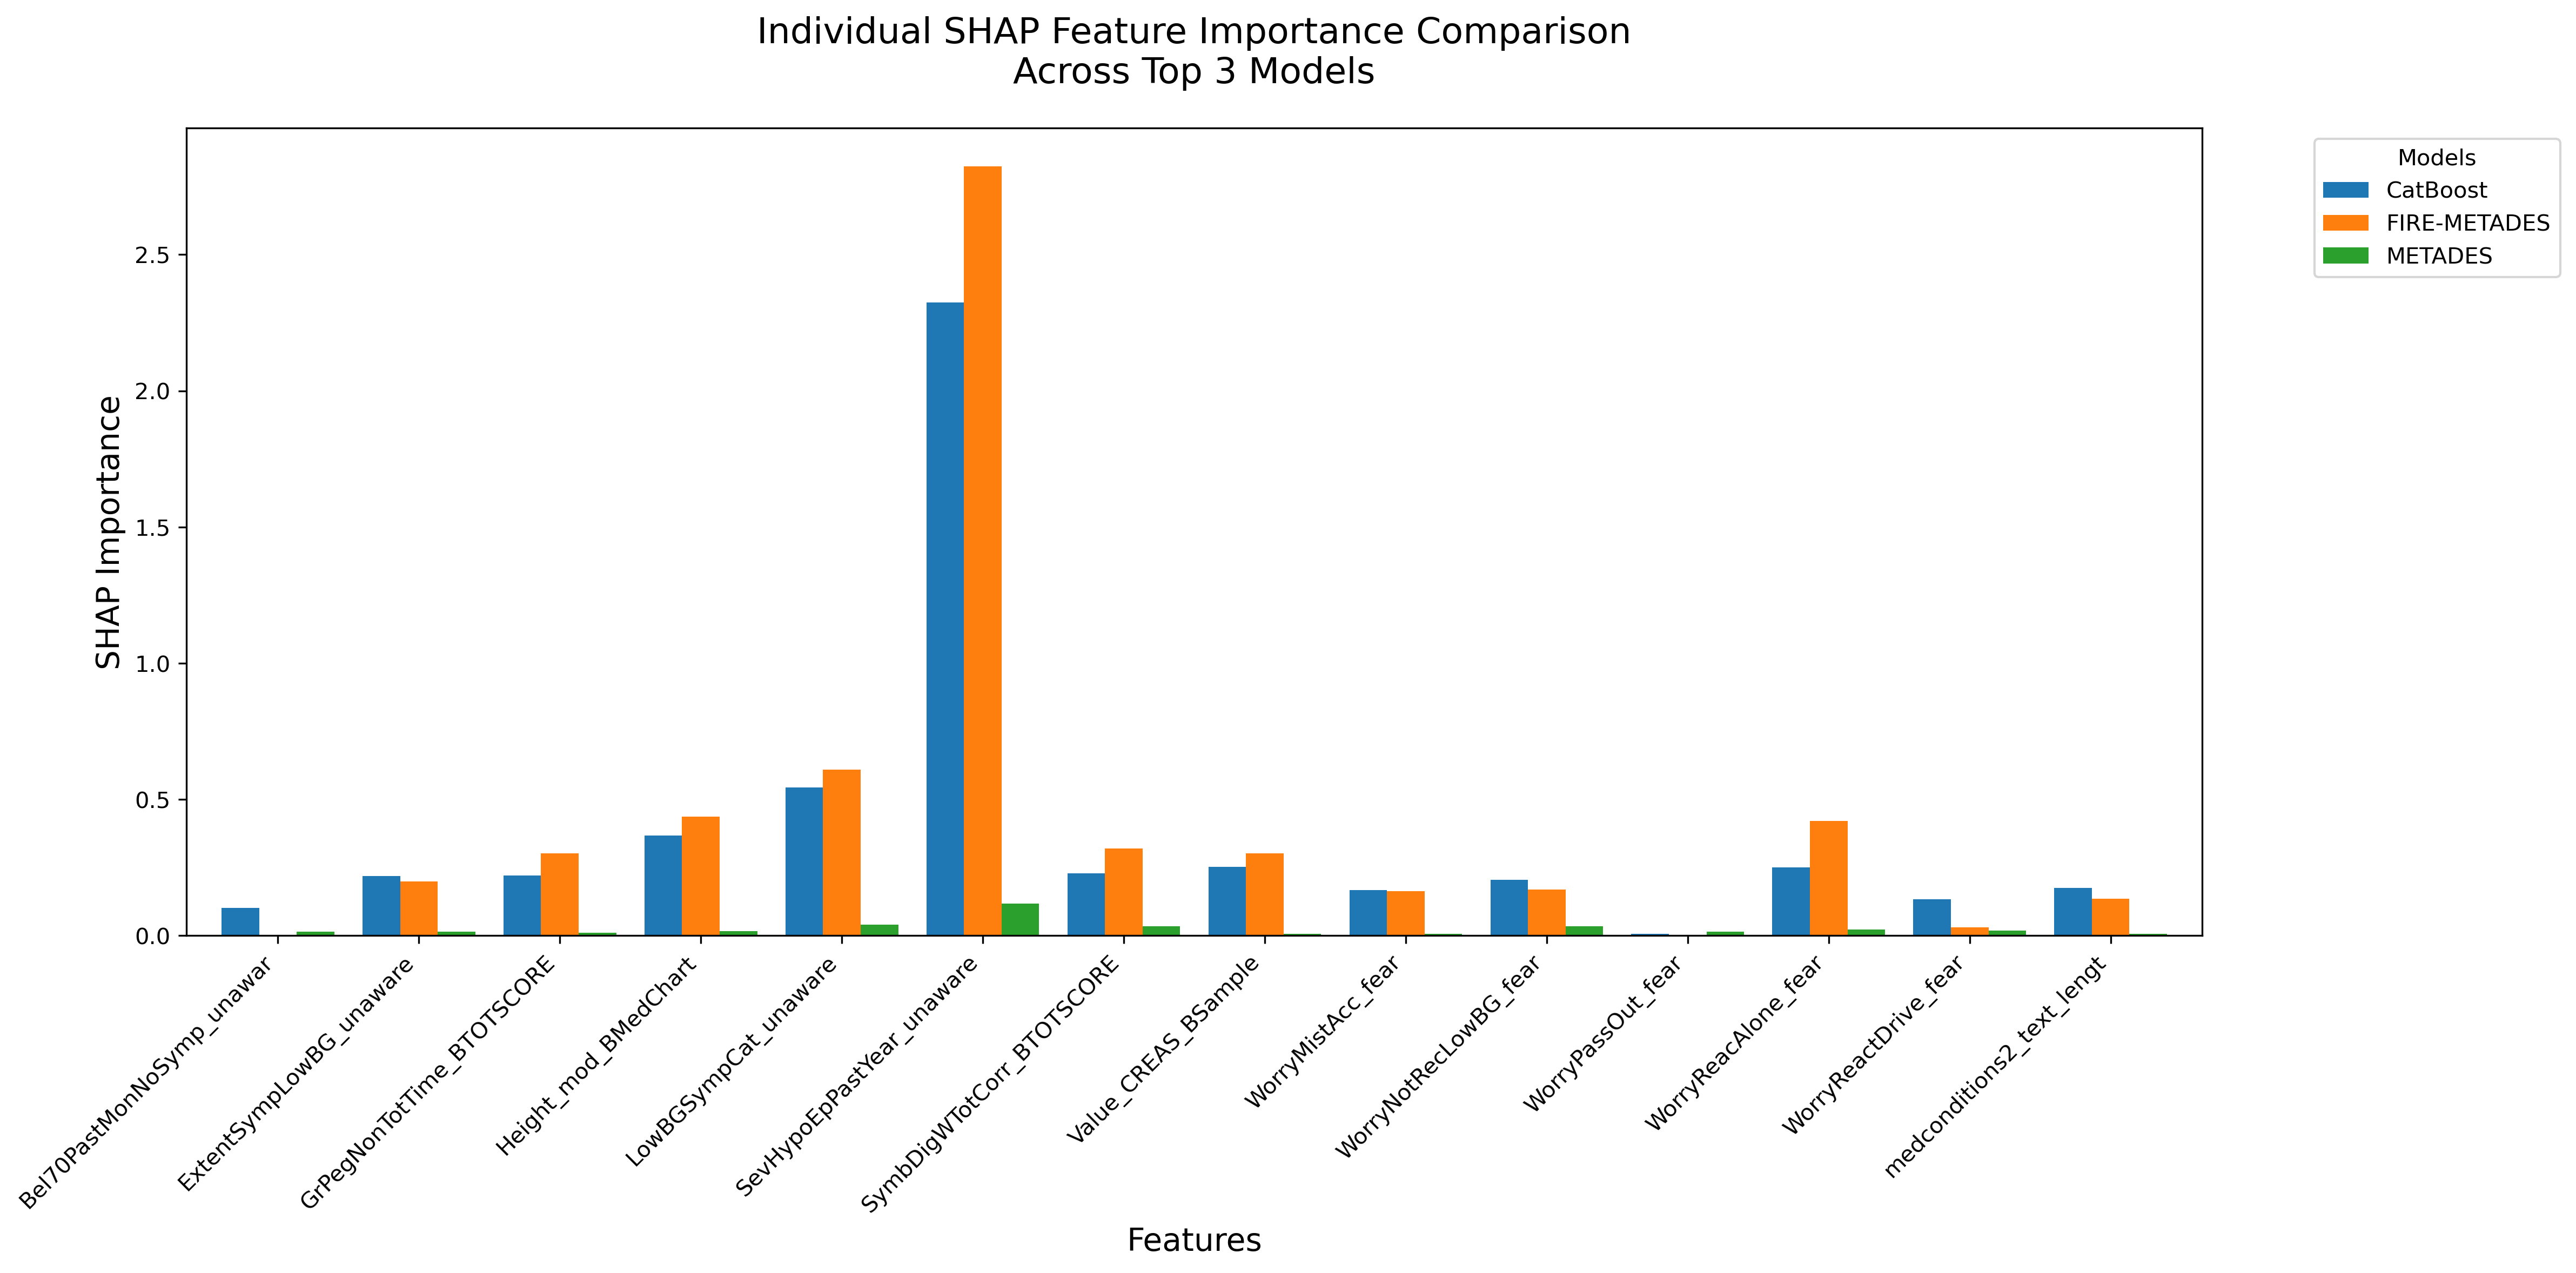 Individual SHAP Feature Importance Comparison
Across Top 3 Models
Models
CatBoost
FIRE-METADES
METADES
SHAP Importance
2.5
2.0
1.5
1.0
0.5
0.0
Bel70PastMonNoSymp_unawar
ExtentSympLowBG_unaware
GrPegNonTotTime_BTOTSCORE
Height_mod_BMedChart
LowBGSympCat_unaware
SevHypoEpPastYear_unaware
SymbDigWTotCorr_BTOTSCORE
Value_CREAS_BSample
WorryMistAcc_fear
WorryNotRecLowBG_fear
WorryPassOut_fear
WorryReacAlone_fear
WorryReactDrive_fear
medconditions2_text_lengt
Features